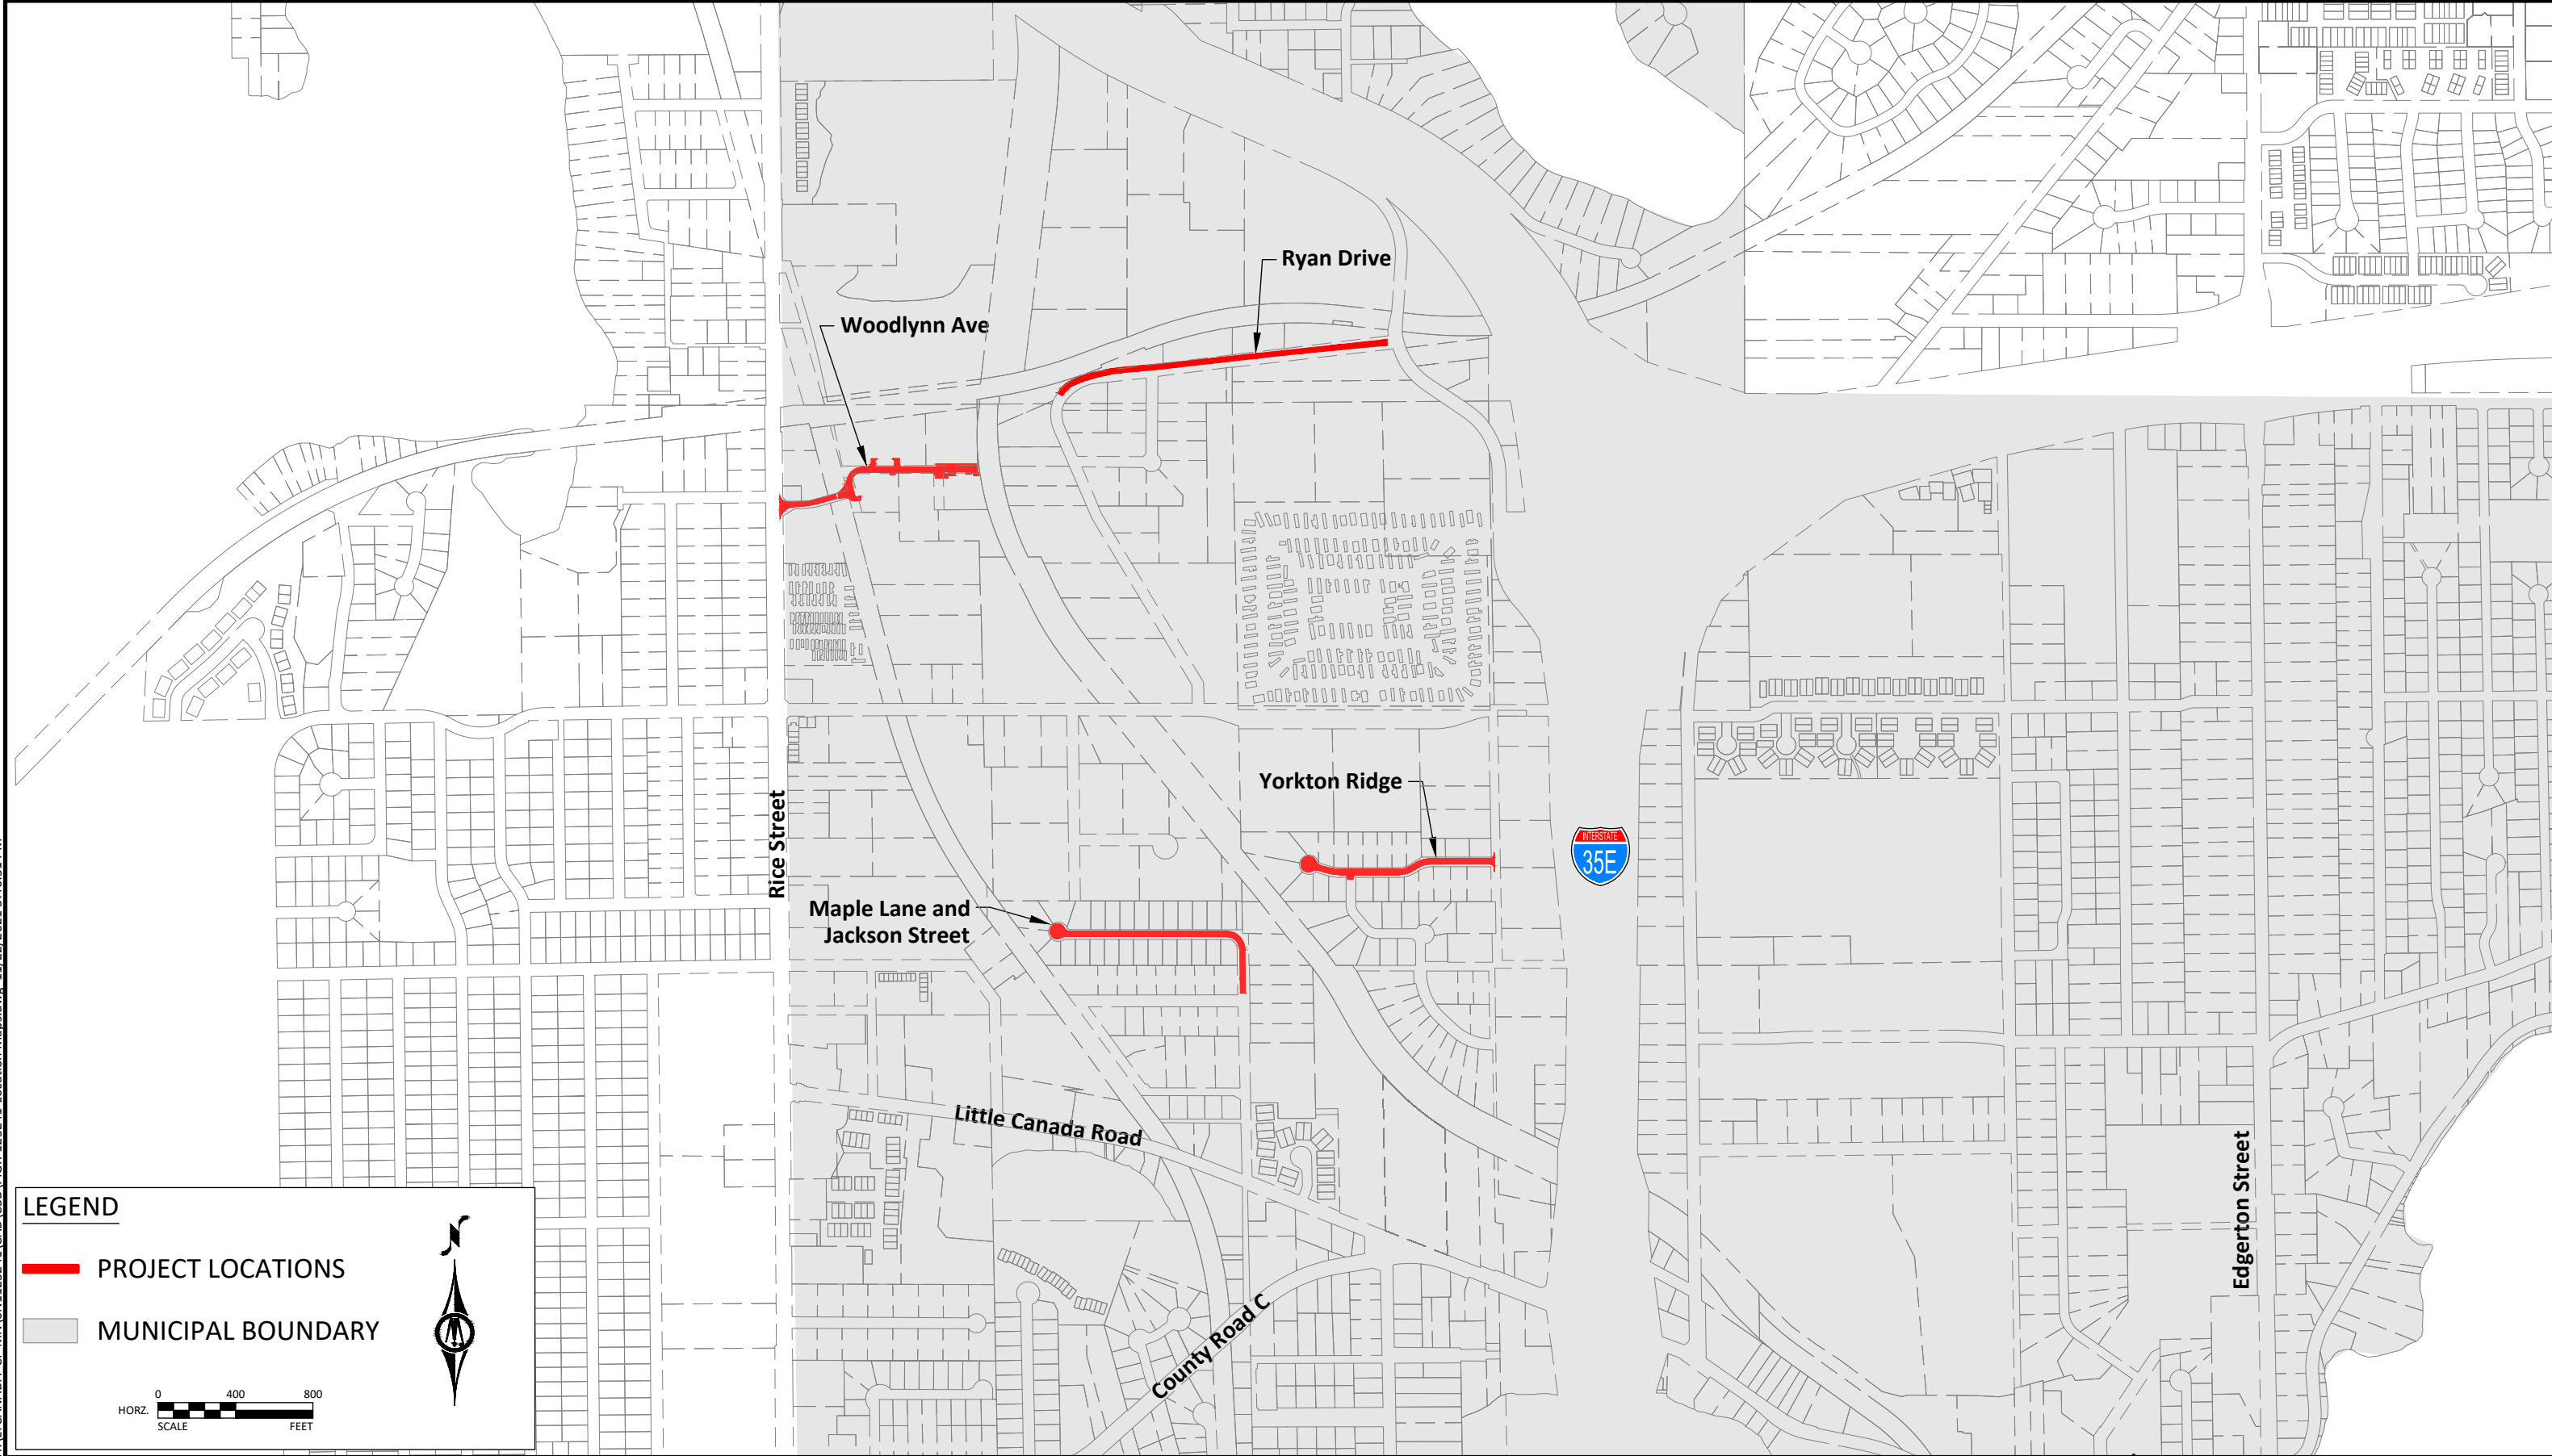 Ryan Drive
Woodlynn Ave
Yorkton Ridge
Rice Street
INTERSTATE
35E
Maple Lane and
Jackson Street
Little Canada Road
Edgerton Street
County Road C
LEGEND
N
PROJECT LOCATIONS
MUNICIPAL BOUNDARY
0 400 800
HORZ.
SCALE FEET